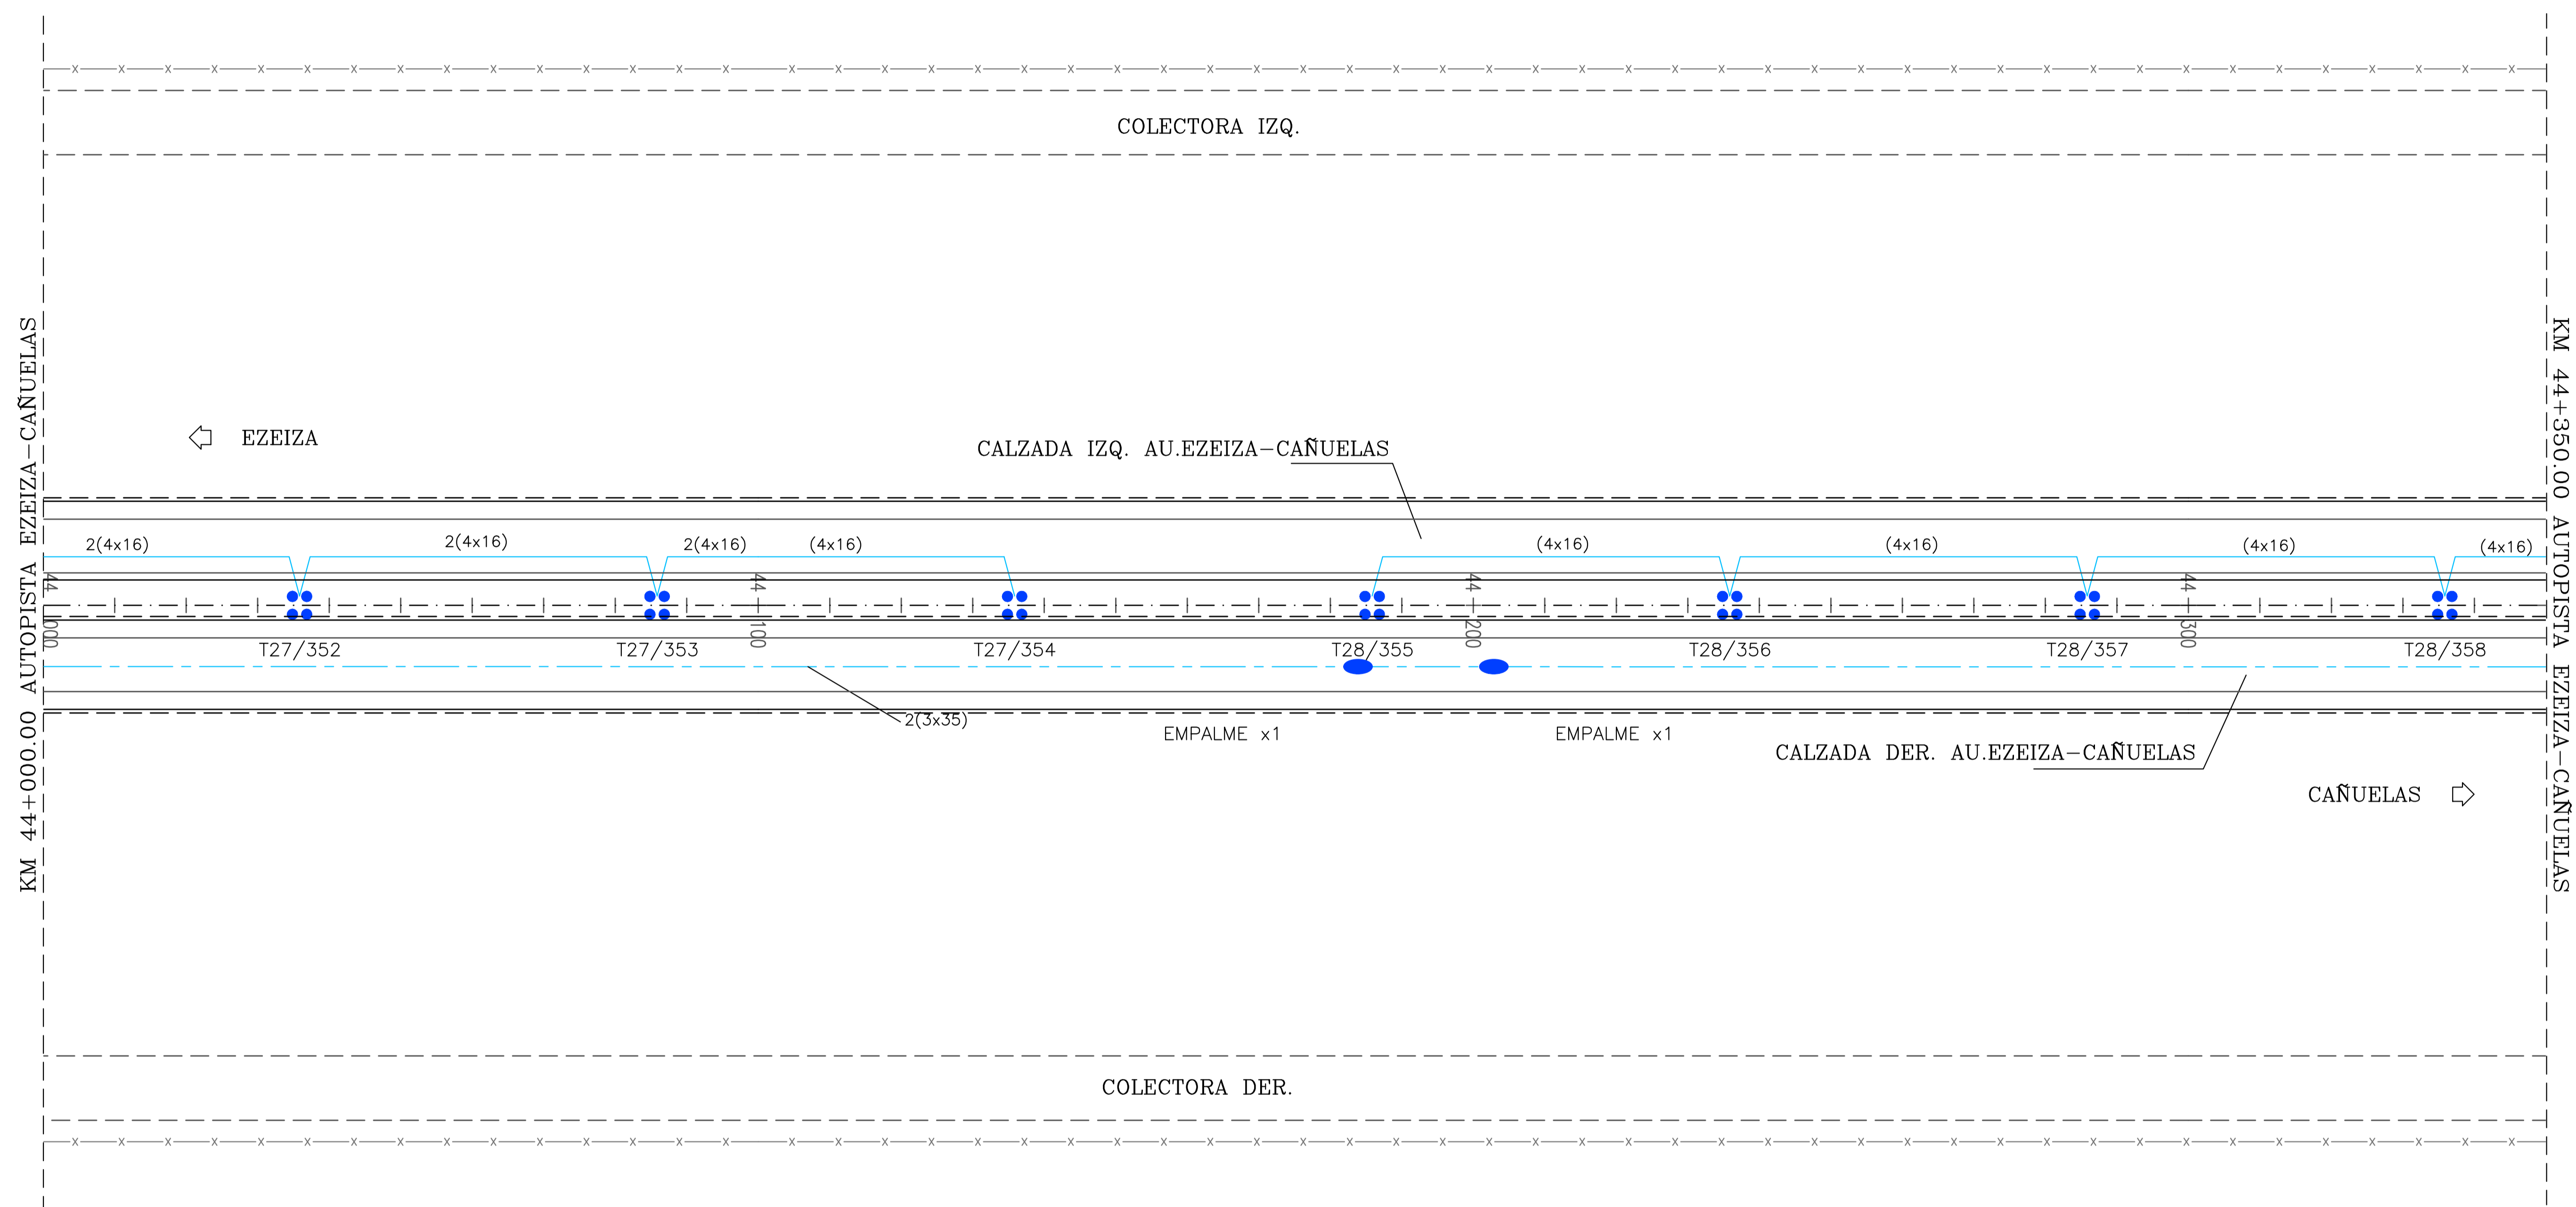 COLECTORA IZQ.
KM 44+000.00 AUTOPISTA EZEIZA-CAÑUELAS
KM 44+350.00 AUTOPISTA EZEIZA-CAÑUELAS
EZEIZA
CALZADA IZQ. AU.EZEIZA-CAÑUELAS
2(4x16)
2(4x16)
2(4x16)
(4x16)
(4x16)
(4x16)
(4x16)
(4x16)
44 000
44 100
44 200
44 300
T27/352
T27/353
T27/354
T28/355
T28/356
T28/357
T28/358
2(3x35)
EMPALME x1
EMPALME x1
CALZADA DER. AU.EZEIZA-CAÑUELAS
CAÑUELAS
COLECTORA DER.